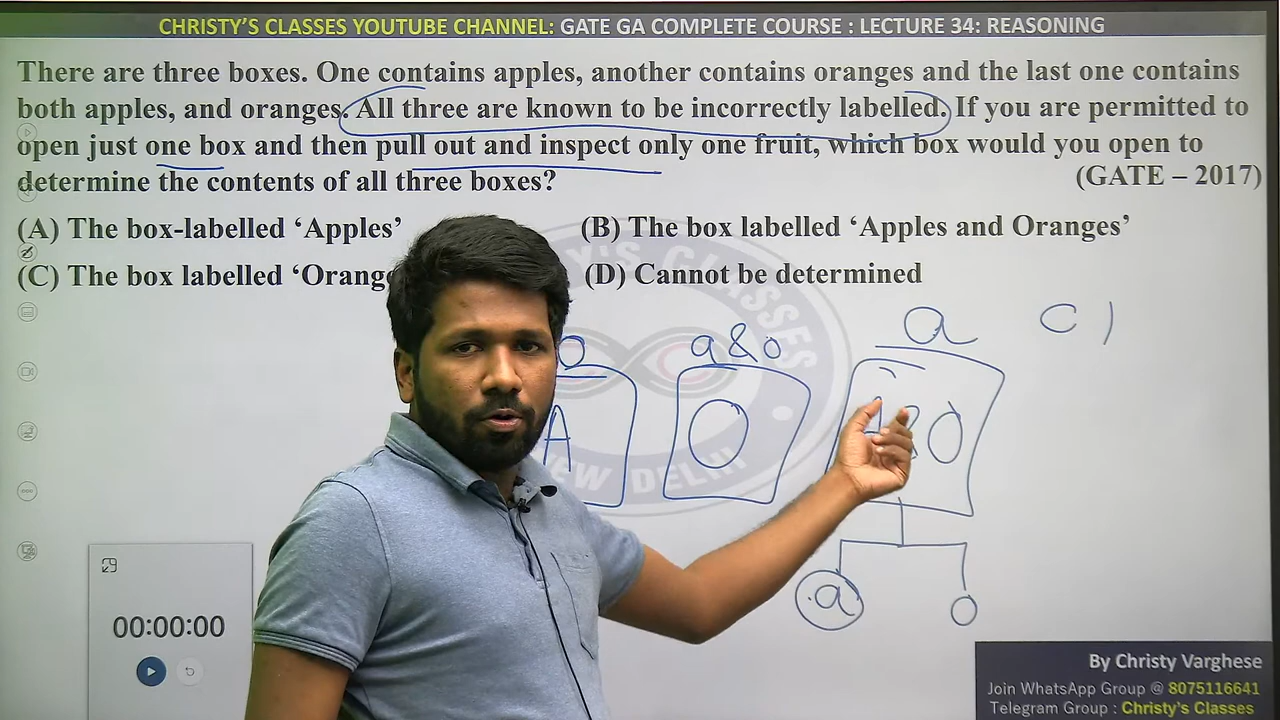 CHRISTY'S CLASSES YOUTUBE CHANNEL: GATE GA COMPLETE COURSE : LECTURE 34: REASONING
There are three boxes. One contains apples, another contains oranges and the last one contains
both apples, and oranges. All three are known to be incorrectly labelled. If you are permitted to
open just one box and then pull out and inspect only one fruit, which box would you open to
determine the contents of all three boxes? (GATE – 2017)
(A) The box-labelled ‘Apples’ (B) The box labelled ‘Apples and Oranges’
(C) The box labelled ‘Orang (D) Cannot be determined
o a&o a C1
A O O
CLASSES
NEW DELHI
a o
00:00:00
By Christy Varghese
Join WhatsApp Group @ 8075116641
Telegram Group : Christy's Classes